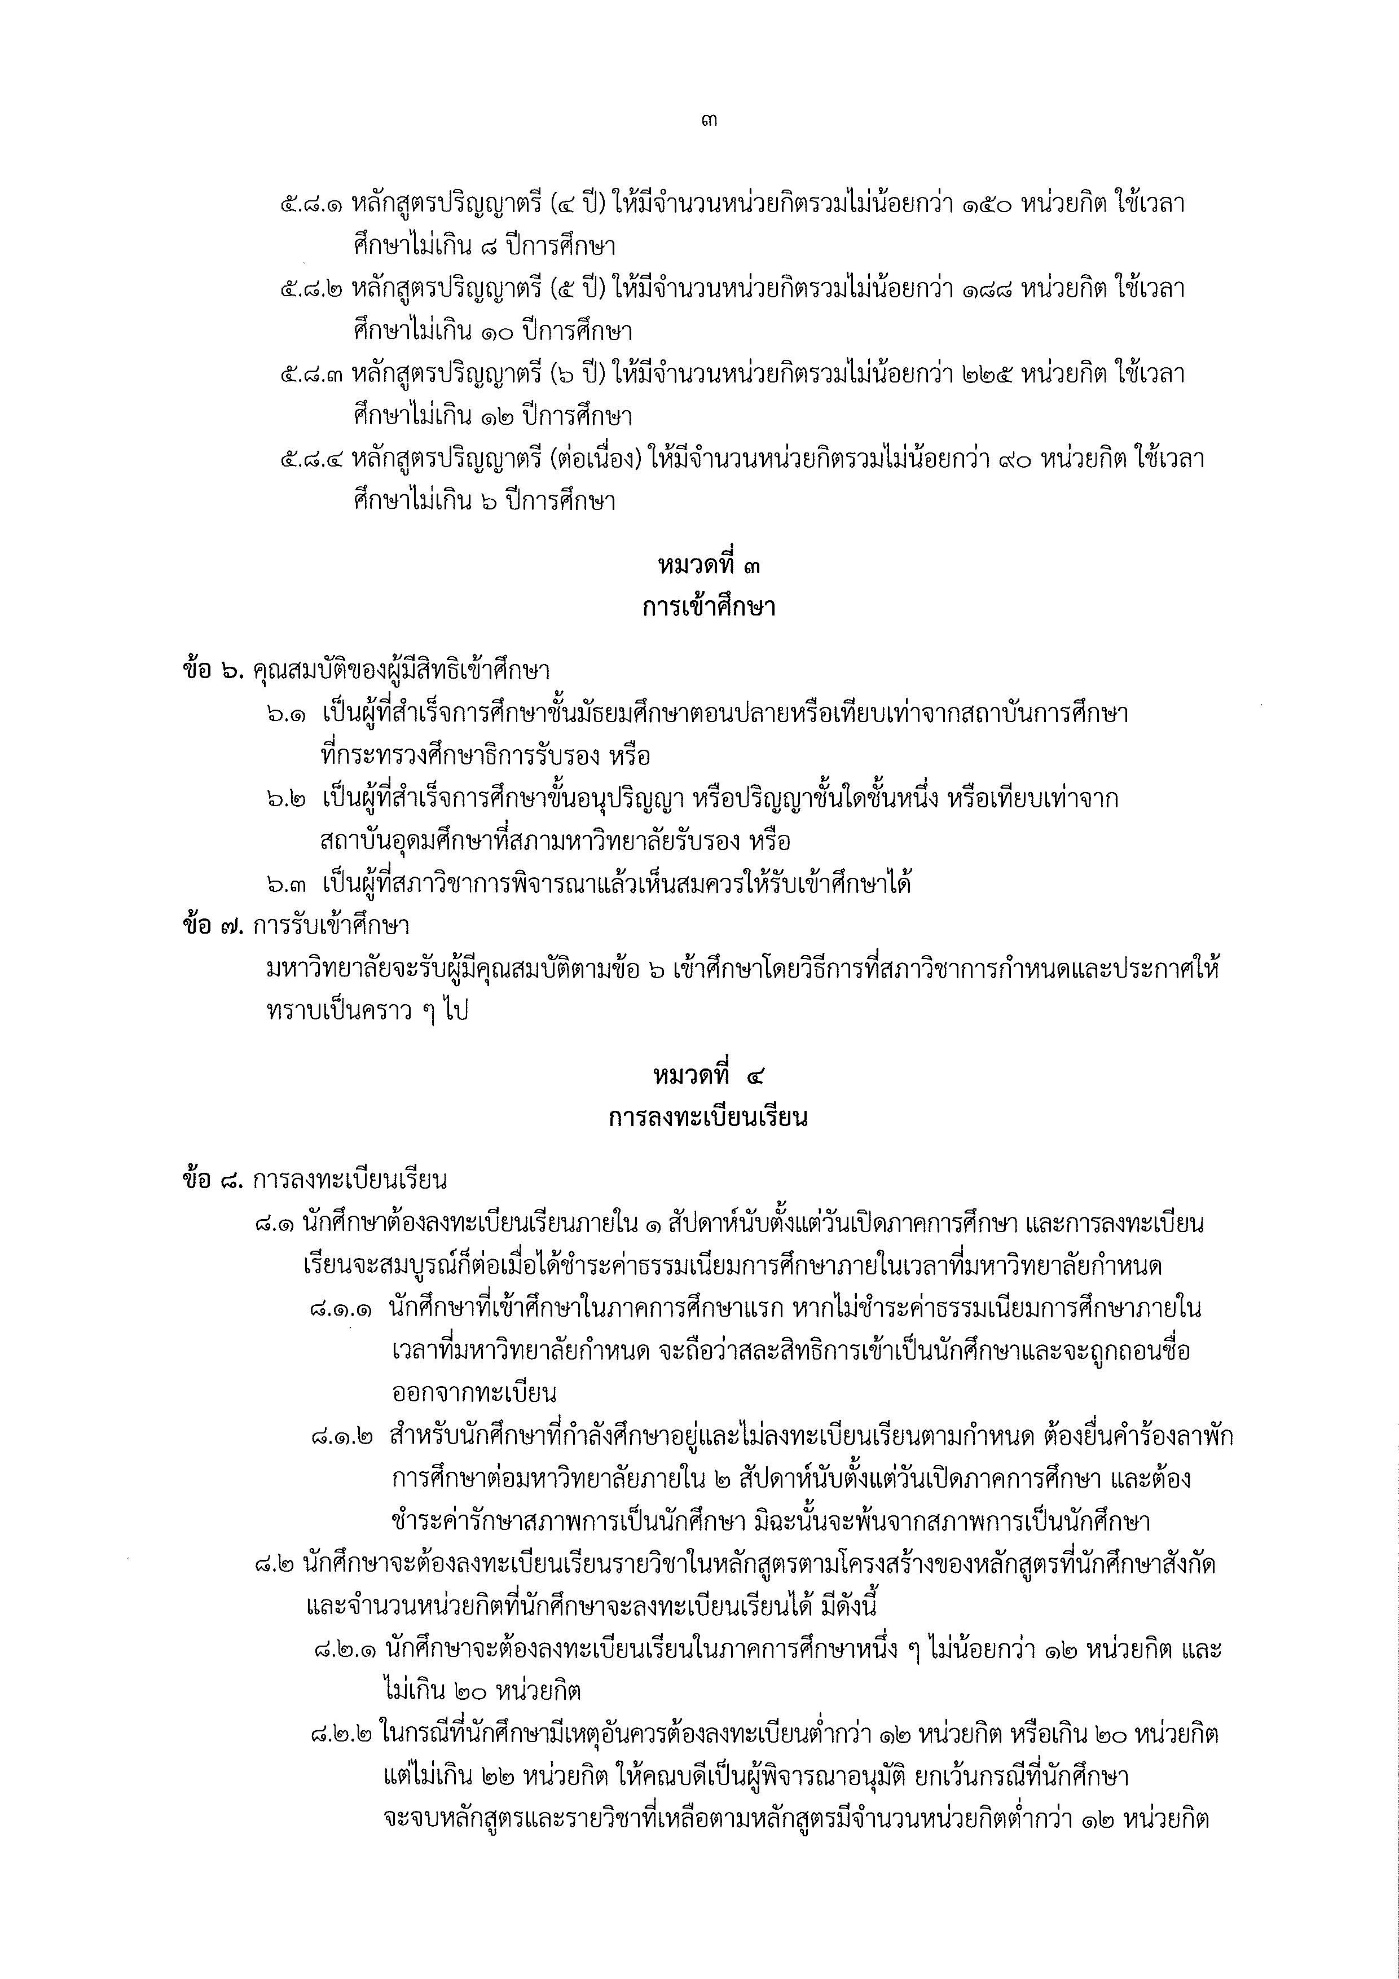 ๓
๕.๘.๑ หลักสูตรปริญญาตรี (๔ ปี) ให้มีจำนวนหน่วยกิตรวมไม่น้อยกว่า ๑๕๐ หน่วยกิต ใช้เวลา
ศึกษาไม่เกิน ๘ ปีการศึกษา
๕.๘.๒ หลักสูตรปริญญาตรี (๕ ปี) ให้มีจำนวนหน่วยกิตรวมไม่น้อยกว่า ๑๘๘ หน่วยกิต ใช้เวลา
ศึกษาไม่เกิน ๑๐ ปีการศึกษา
๕.๘.๓ หลักสูตรปริญญาตรี (๖ ปี) ให้มีจำนวนหน่วยกิตรวมไม่น้อยกว่า ๒๒๕ หน่วยกิต ใช้เวลา
ศึกษาไม่เกิน ๑๒ ปีการศึกษา
๕.๘.๔ หลักสูตรปริญญาตรี (ต่อเนื่อง) ให้มีจำนวนหน่วยกิตรวมไม่น้อยกว่า ๙๐ หน่วยกิต ใช้เวลา
ศึกษาไม่เกิน ๖ ปีการศึกษา
หมวดที่ ๓
การเข้าศึกษา
ข้อ ๖. คุณสมบัติของผู้มีสิทธิเข้าศึกษา
๖.๑ เป็นผู้ที่สำเร็จการศึกษาชั้นมัธยมศึกษาตอนปลายหรือเทียบเท่าจากสถาบันการศึกษา
ที่กระทรวงศึกษาธิการรับรอง หรือ
๖.๒ เป็นผู้ที่สำเร็จการศึกษาขั้นอนุปริญญา หรือปริญญาชั้นใดชั้นหนึ่ง หรือเทียบเท่าจาก
สถาบันอุดมศึกษาที่สภามหาวิทยาลัยรับรอง หรือ
๖.๓ เป็นผู้ที่สภาวิชาการพิจารณาแล้วเห็นสมควรให้รับเข้าศึกษาได้
ข้อ ๗. การรับเข้าศึกษา
มหาวิทยาลัยจะรับผู้มีคุณสมบัติตามข้อ ๖ เข้าศึกษาโดยวิธีการที่สภาวิชาการกำหนดและประกาศให้
ทราบเป็นคราว ๆ ไป
หมวดที่ ๔
การลงทะเบียนเรียน
ข้อ ๘. การลงทะเบียนเรียน
๘.๑ นักศึกษาต้องลงทะเบียนเรียนภายใน ๑ สัปดาห์นับตั้งแต่วันเปิดภาคการศึกษา และการลงทะเบียน
เรียนจะสมบูรณ์ก็ต่อเมื่อได้ชำระค่าธรรมเนียมการศึกษาภายในเวลาที่มหาวิทยาลัยกำหนด
๘.๑.๑ นักศึกษาที่เข้าศึกษาในภาคการศึกษาแรก หากไม่ชำระค่าธรรมเนียมการศึกษาภายใน
เวลาที่มหาวิทยาลัยกำหนด จะถือว่าสละสิทธิการเข้าเป็นนักศึกษาและจะถูกถอนชื่อ
ออกจากทะเบียน
๘.๑.๒ สำหรับนักศึกษาที่กำลังศึกษาอยู่และไม่ลงทะเบียนเรียนตามกำหนด ต้องยื่นคำร้องลาพัก
การศึกษาต่อมหาวิทยาลัยภายใน ๒ สัปดาห์นับตั้งแต่วันเปิดภาคการศึกษา และต้อง
ชำระค่ารักษาสภาพการเป็นนักศึกษา มิฉะนั้นจะพ้นจากสภาพการเป็นนักศึกษา
๘.๒ นักศึกษาจะต้องลงทะเบียนเรียนรายวิชาในหลักสูตรตามโครงสร้างของหลักสูตรที่นักศึกษาสังกัด
และจำนวนหน่วยกิตที่นักศึกษาจะลงทะเบียนเรียนได้ มีดังนี้
๘.๒.๑ นักศึกษาจะต้องลงทะเบียนเรียนในภาคการศึกษาหนึ่ง ๆ ไม่น้อยกว่า ๑๒ หน่วยกิต และ
ไม่เกิน ๒๐ หน่วยกิต
๘.๒.๒ ในกรณีที่นักศึกษามีเหตุอันควรต้องลงทะเบียนต่ำกว่า ๑๒ หน่วยกิต หรือเกิน ๒๐ หน่วยกิต
แต่ไม่เกิน ๒๒ หน่วยกิต ให้คณบดีเป็นผู้พิจารณาอนุมัติ ยกเว้นกรณีที่นักศึกษา
จะจบหลักสูตรและรายวิชาที่เหลือตามหลักสูตรมีจำนวนหน่วยกิตต่ำกว่า ๑๒ หน่วยกิต